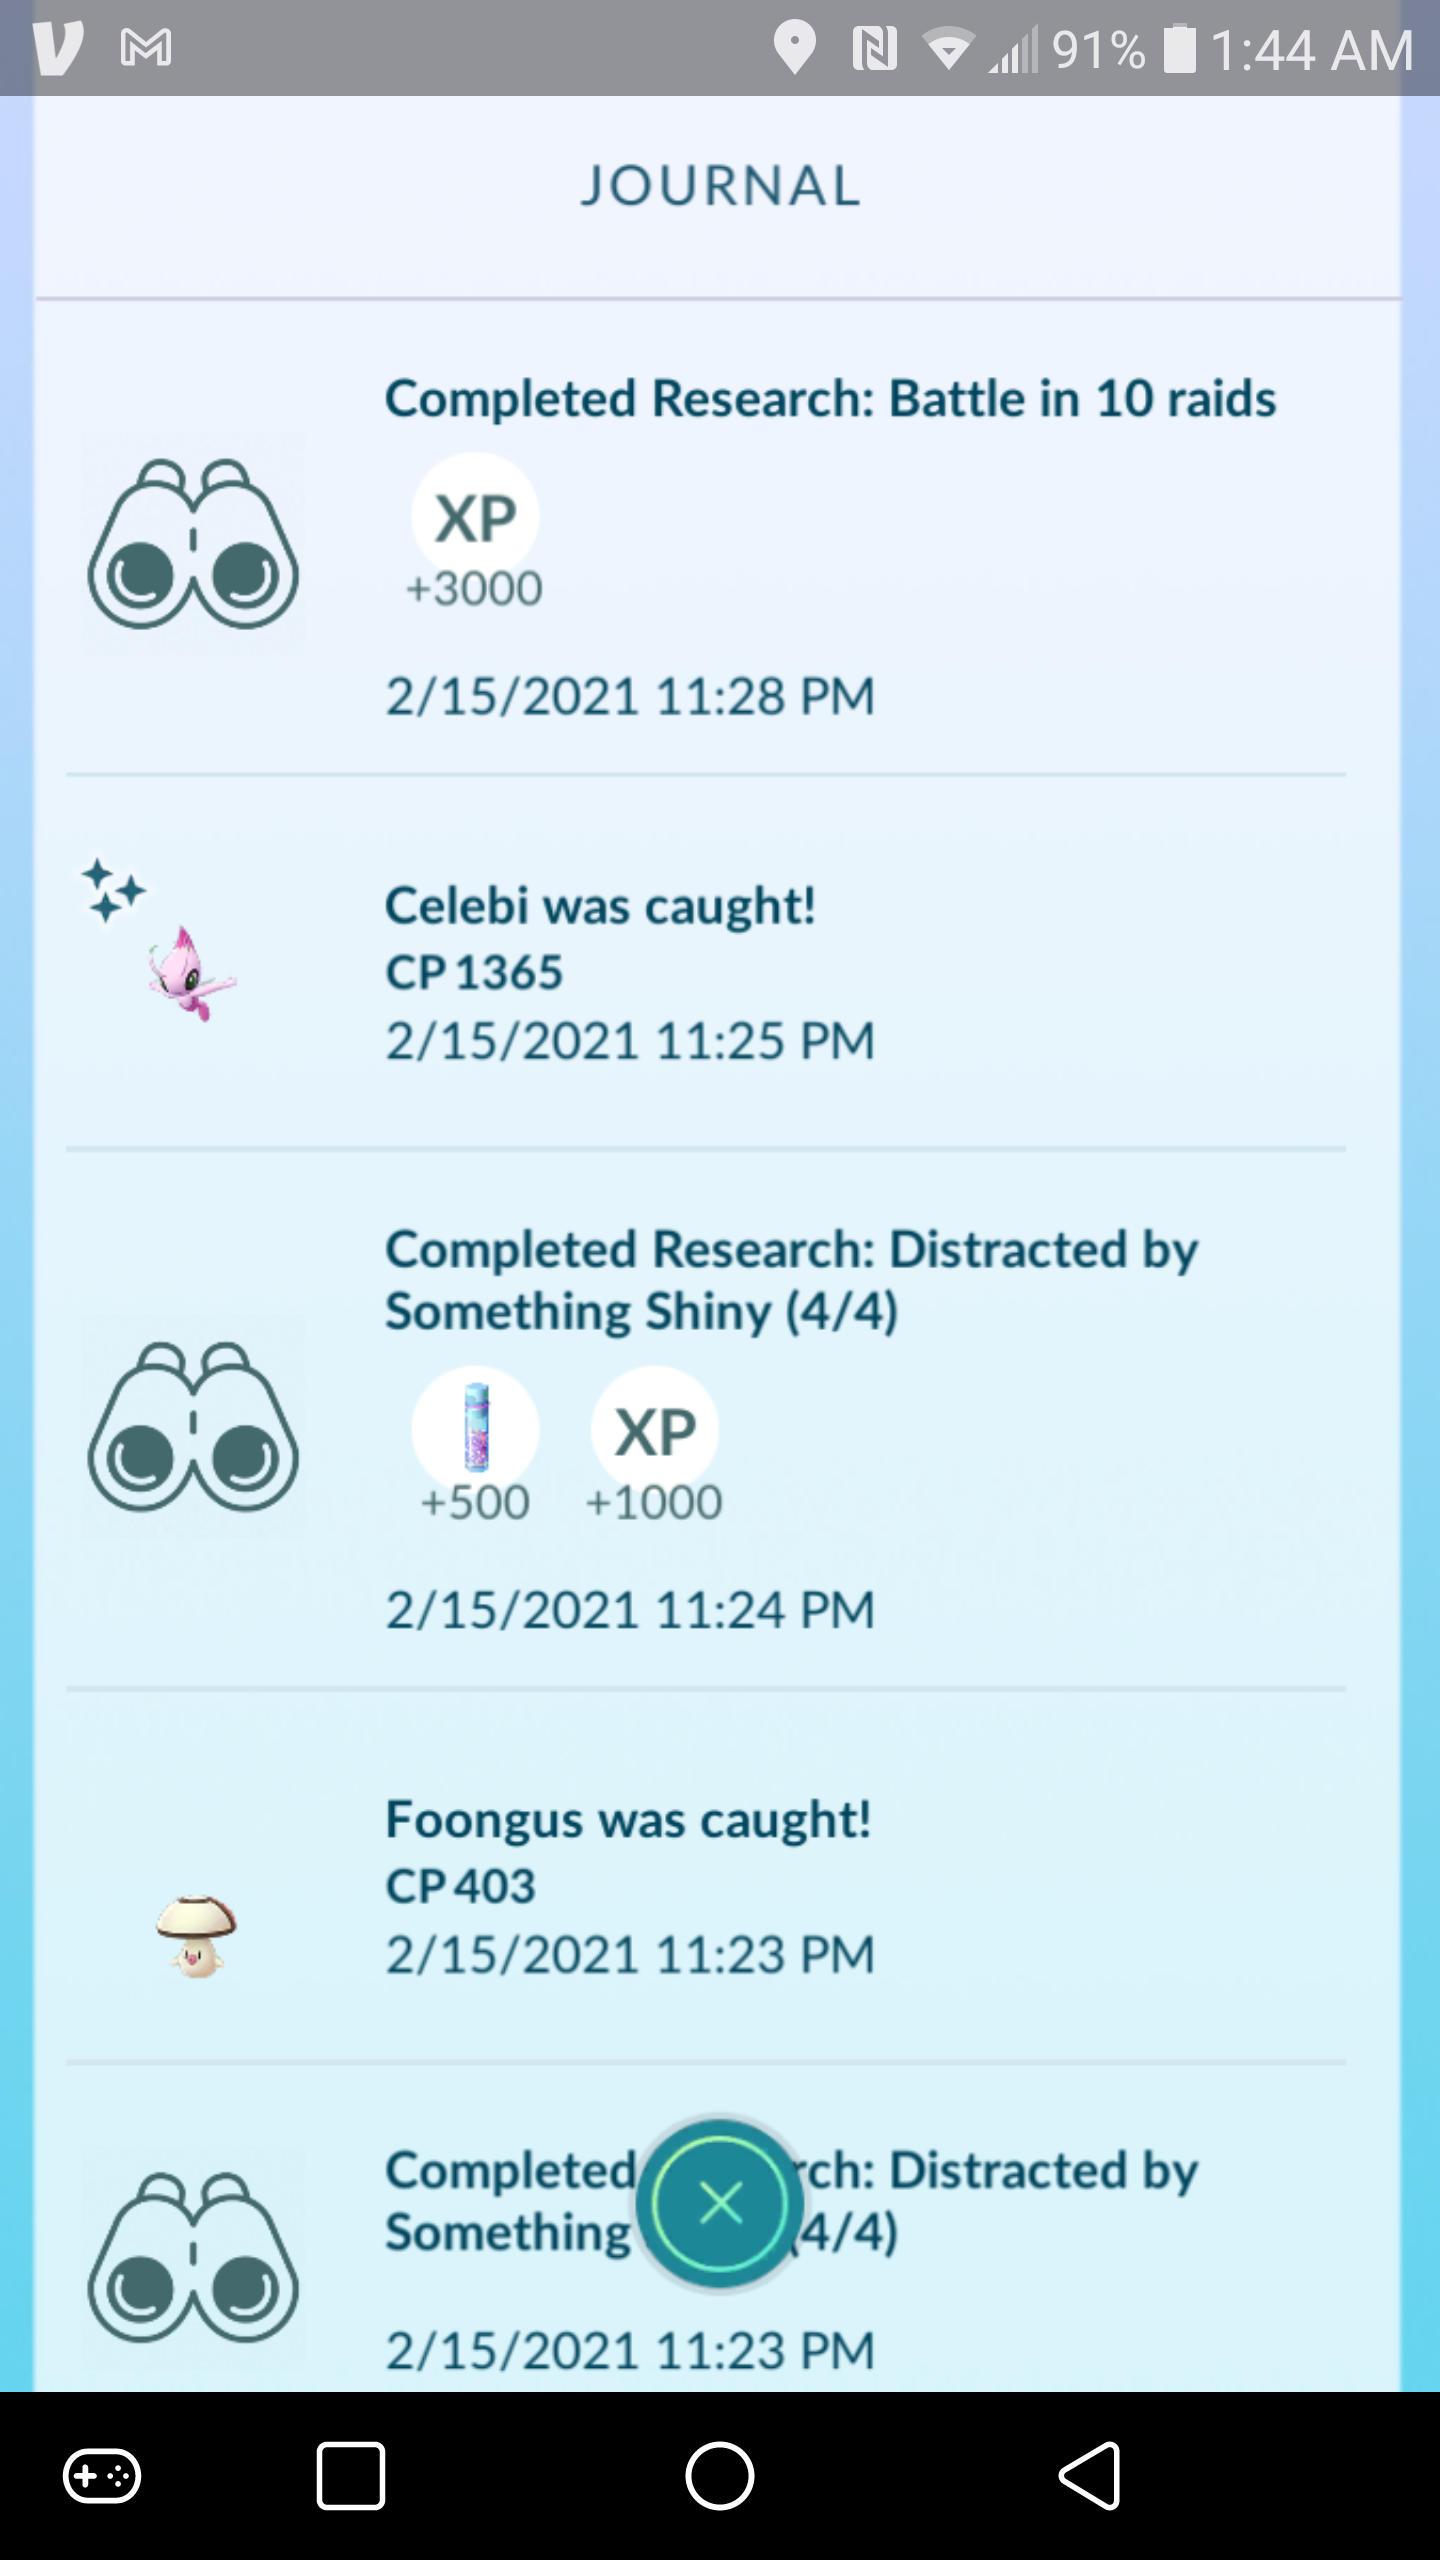 91% 1:44 AM
JOURNAL
Completed Research: Battle in 10 raids
XP
+3000
2/15/2021 11:28 PM
Celebi was caught!
CP 1365
2/15/2021 11:25 PM
Completed Research: Distracted by
Something Shiny (4/4)
XP
+500 +1000
2/15/2021 11:24 PM
Foongus was caught!
CP 403
2/15/2021 11:23 PM
Completed rch: Distracted by
Something (4/4)
2/15/2021 11:23 PM